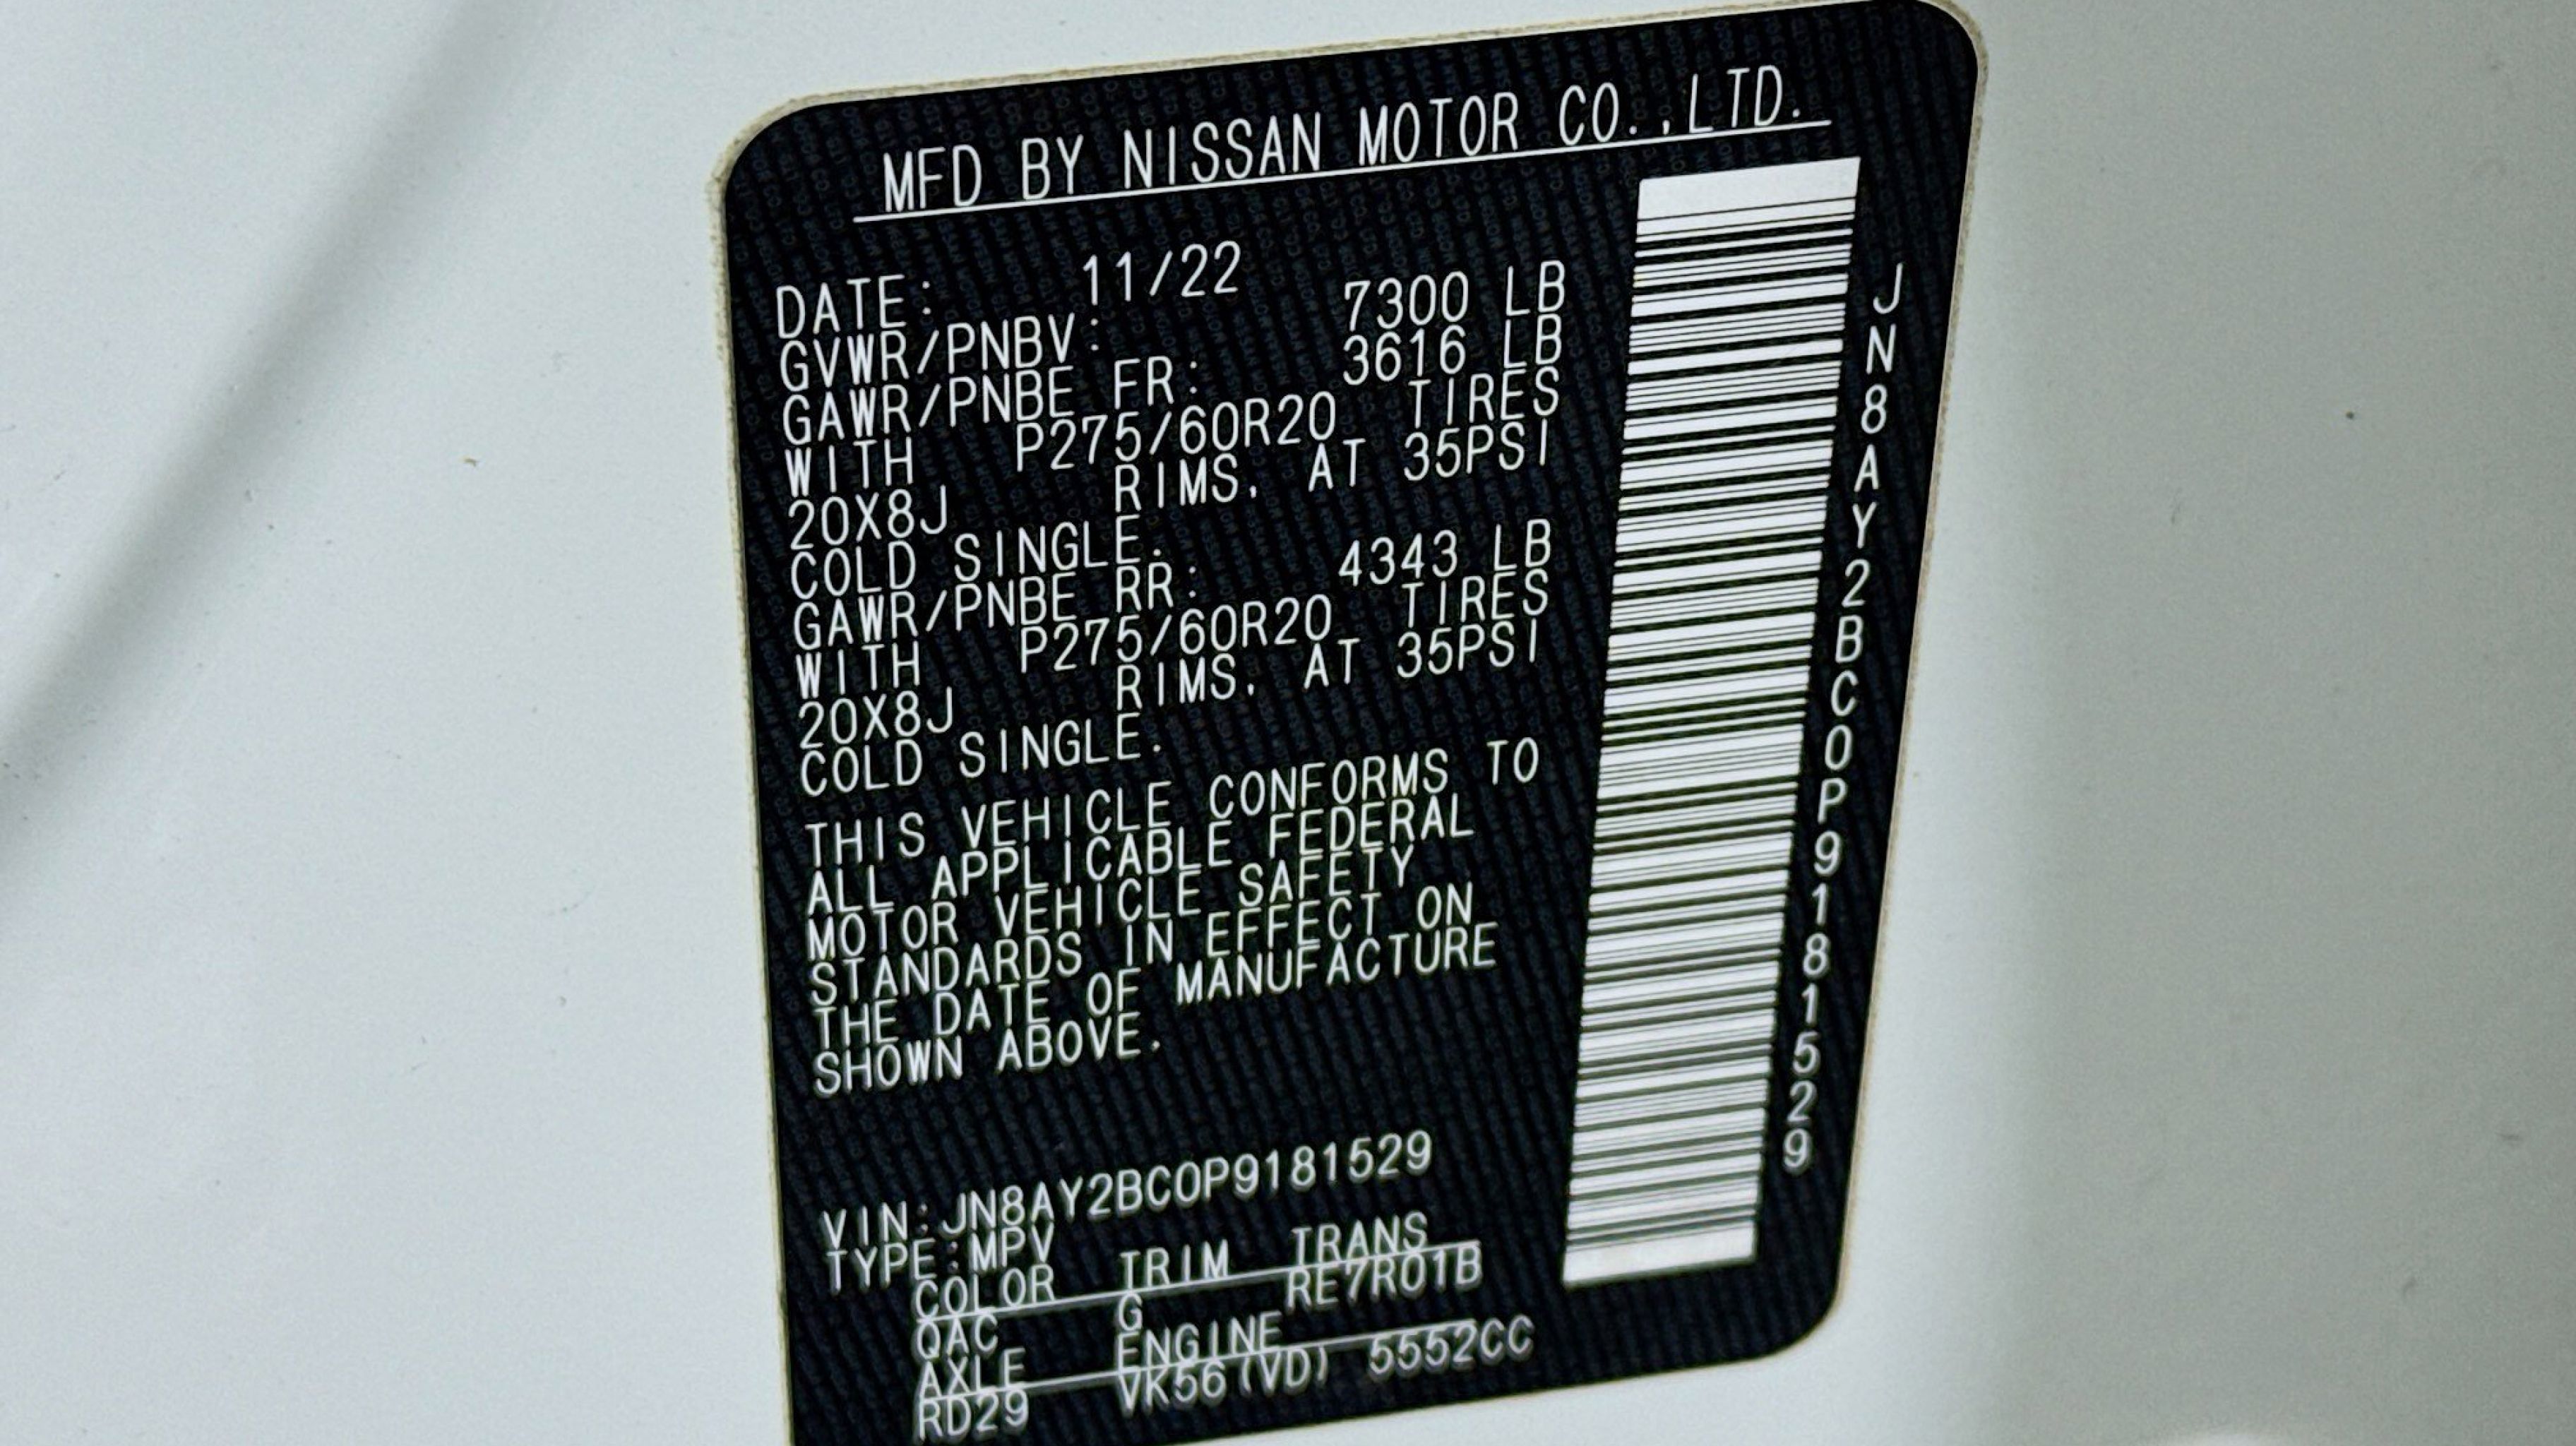 MFD BY NISSAN MOTOR CO.,LTD.
DATE: 11/22
GVWR/PNBV: 7300 LB
GAWR/PNBE FR: 3616 LB
WITH P275/60R20 TIRES
20X8J RIMS, AT 35PSI
COLD SINGLE.
GAWR/PNBE RR: 4343 LB
WITH P275/60R20 TIRES
20X8J RIMS, AT 35PSI
COLD SINGLE.
THIS VEHICLE CONFORMS TO
ALL APPLICABLE FEDERAL
MOTOR VEHICLE SAFETY
STANDARDS IN EFFECT ON
THE DATE OF MANUFACTURE
SHOWN ABOVE.
VIN:JN8AY2BC0P9181529
TYPE:MPV
COLOR TRIM TRANS
QAC G RE7R01B
AXLE ENGINE
RD29 VK56(VD) 5552CC
JN8AY2BC0P9181529